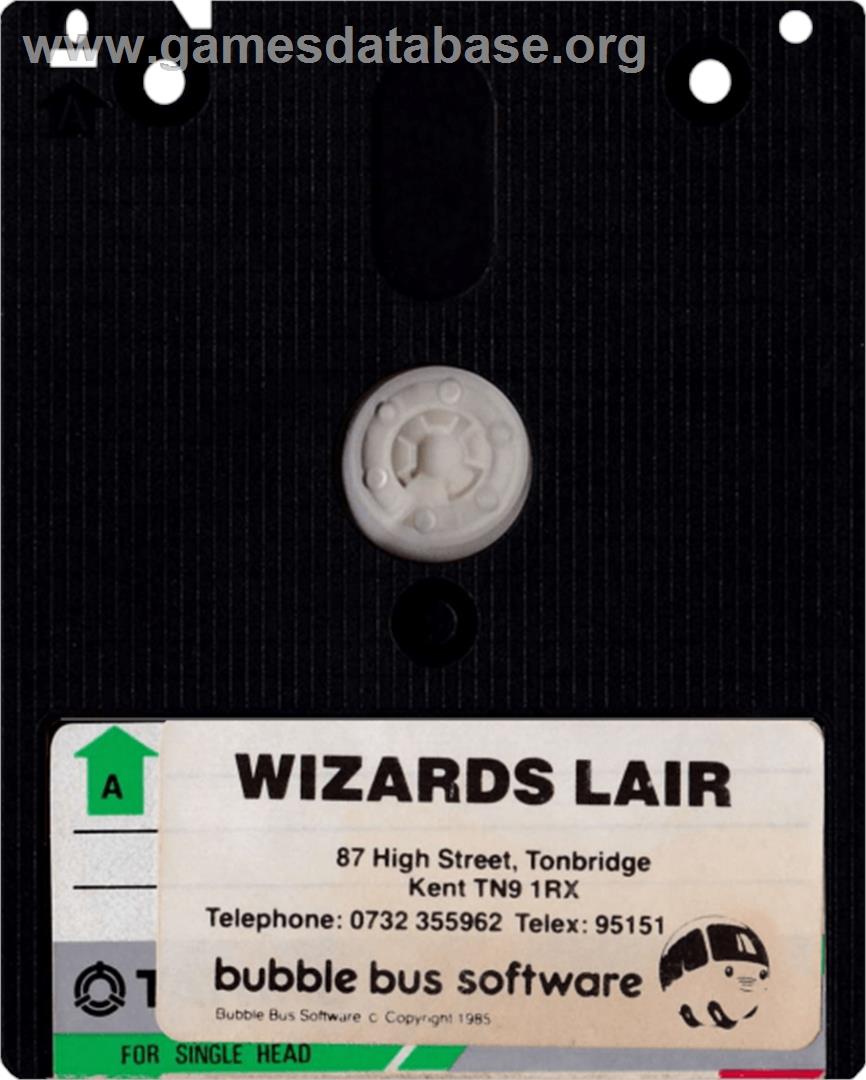 www.gamesdatabase.org
A
WIZARDS LAIR
87 High Street, Tonbridge
Kent TN9 1RX
Telephone: 0732 355962 Telex: 95151
bubble bus software
Bubble Bus Software c Copyright 1985
T
FOR SINGLE HEAD